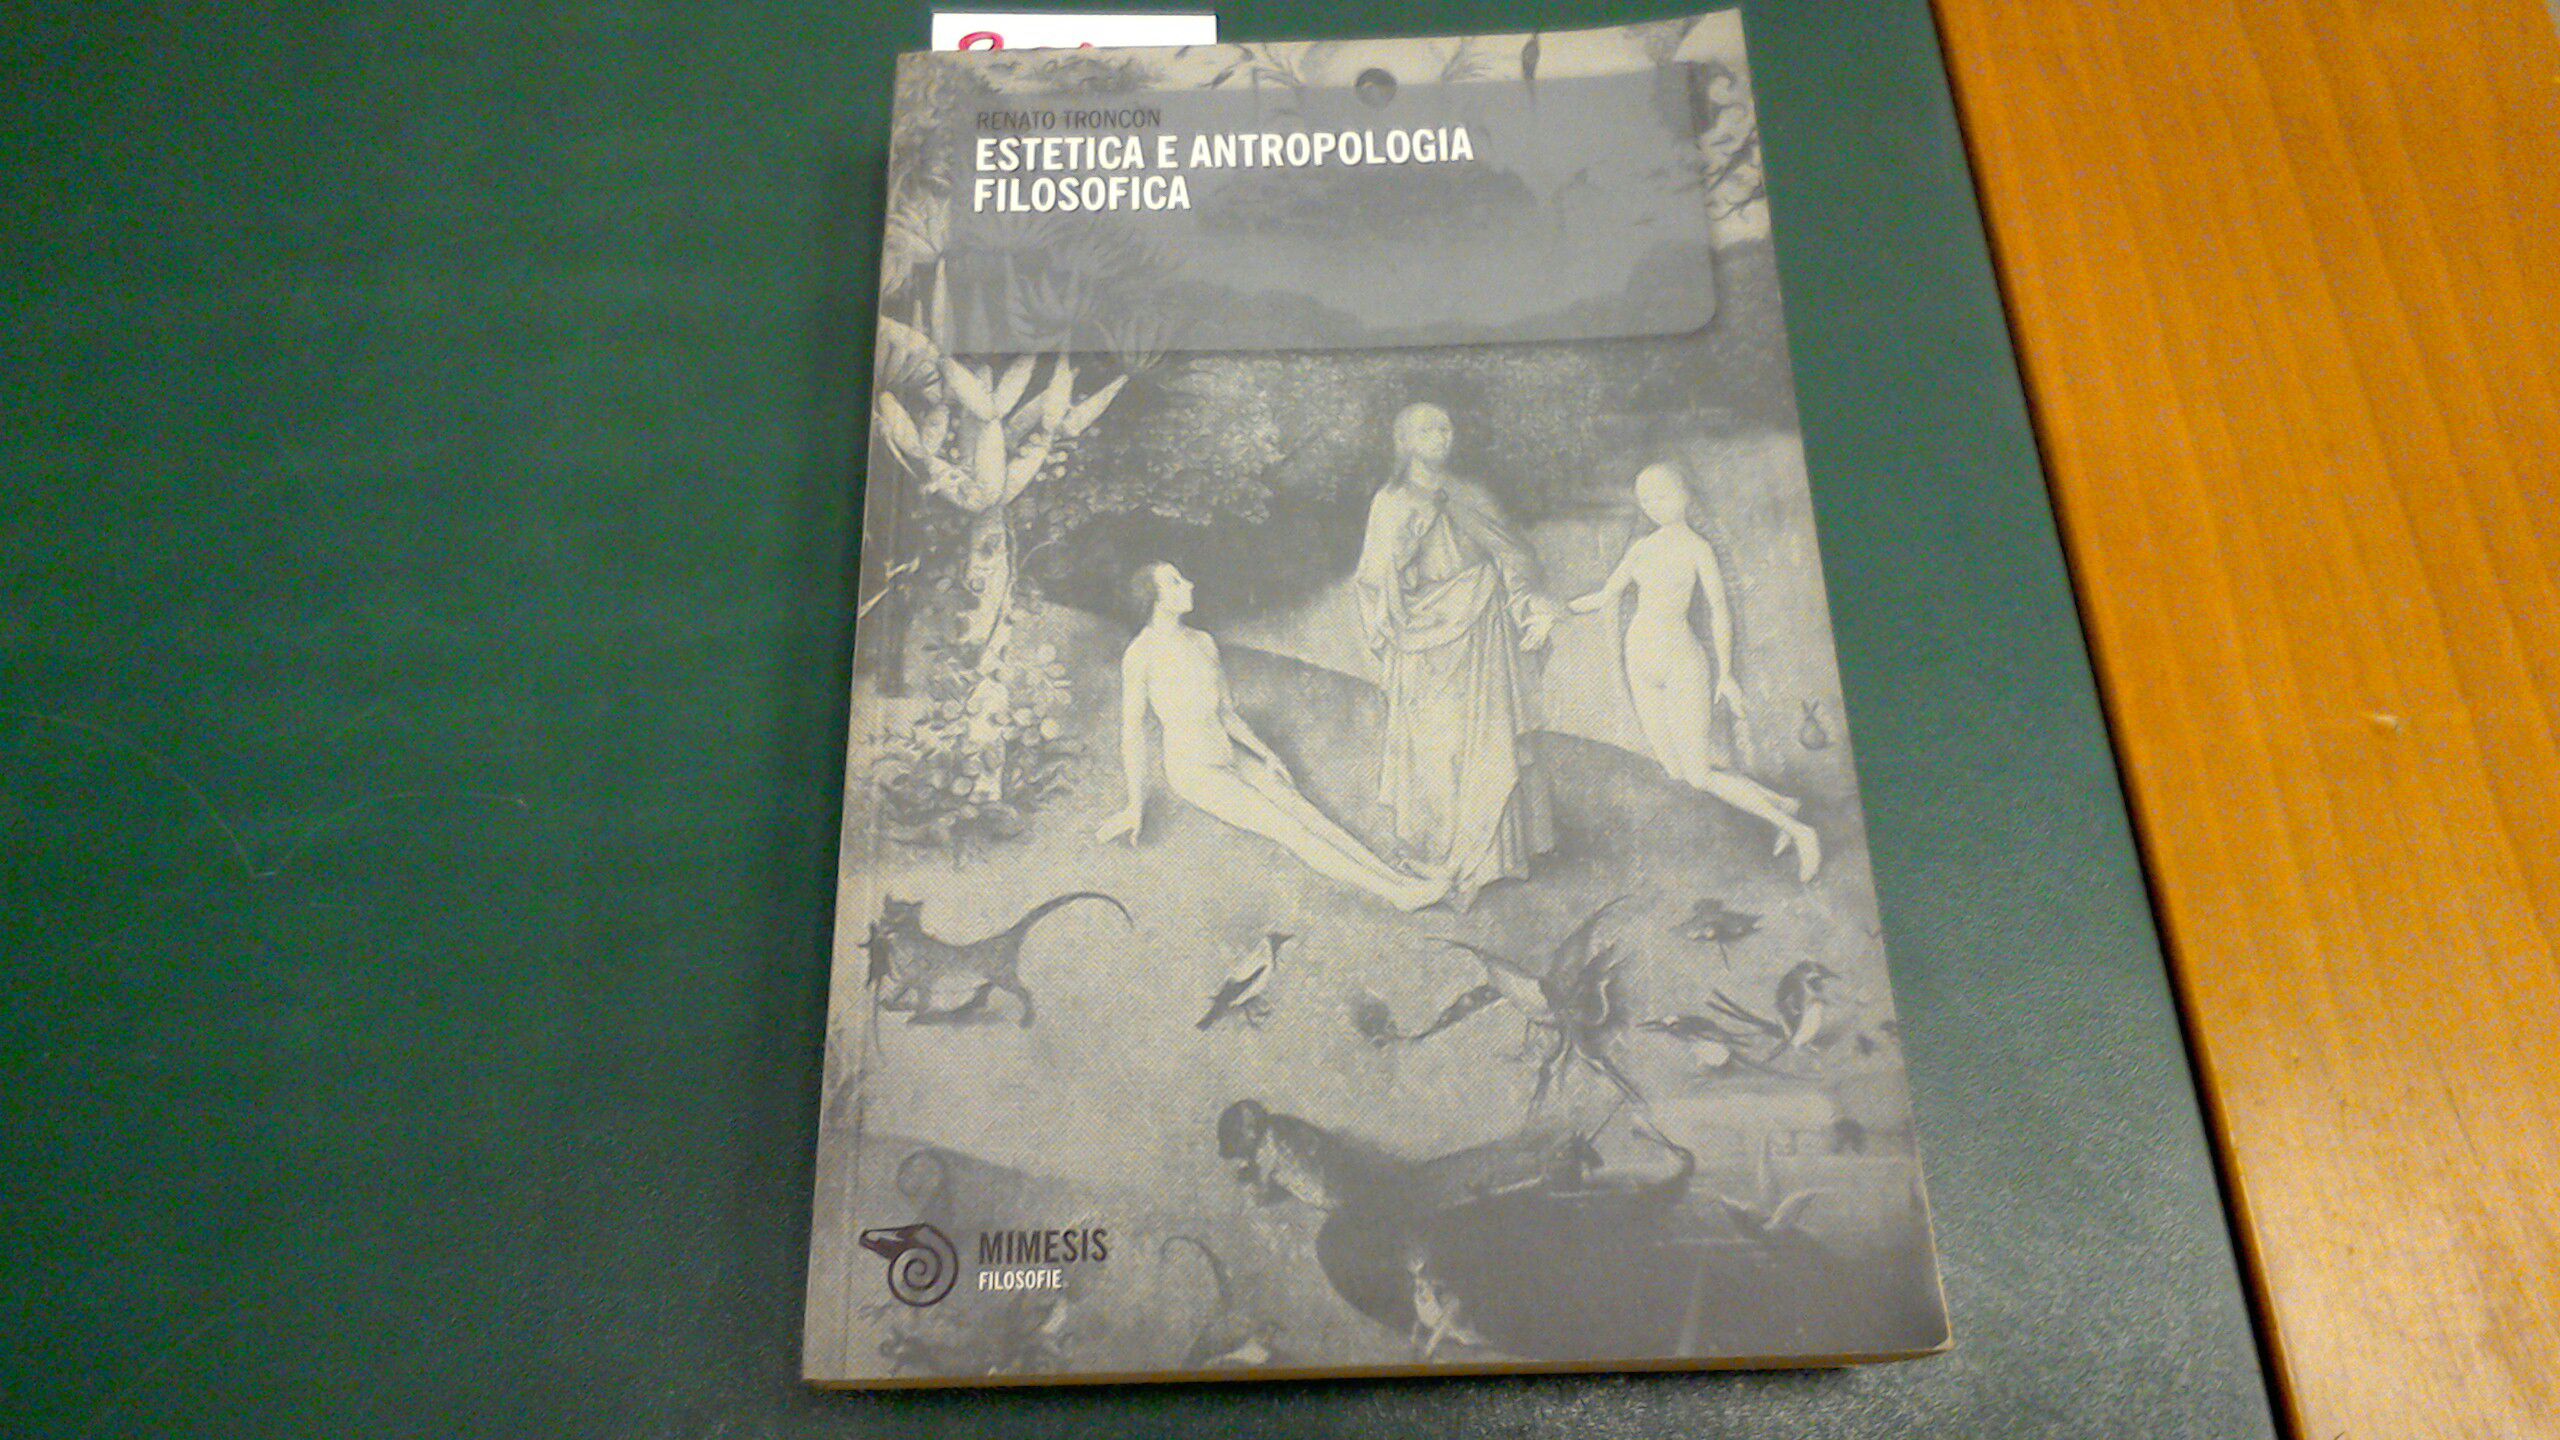 RENATO TRONCON
ESTETICA E ANTROPOLOGIA
FILOSOFICA
MIMESIS
FILOSOFIE